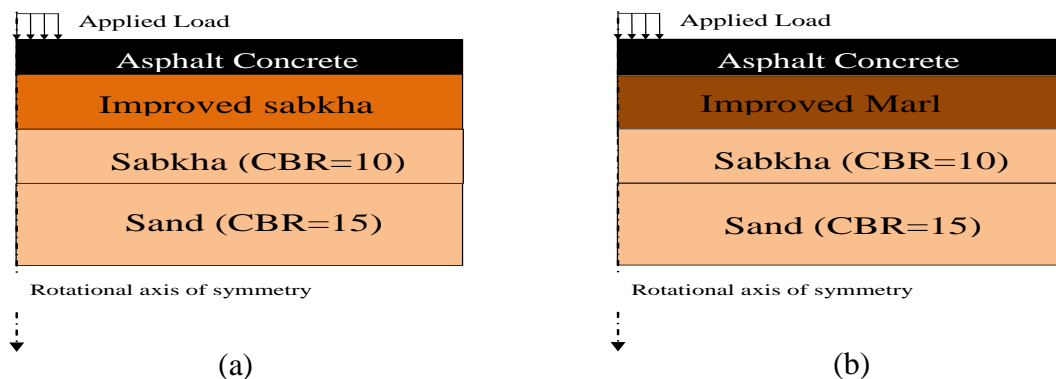 Applied Load
Asphalt Concrete
Improved sabkha
Sabkha (CBR=10)
Sand (CBR=15)
Rotational axis of symmetry
(a)
Applied Load
Asphalt Concrete
Improved Marl
Sabkha (CBR=10)
Sand (CBR=15)
Rotational axis of symmetry
(b)